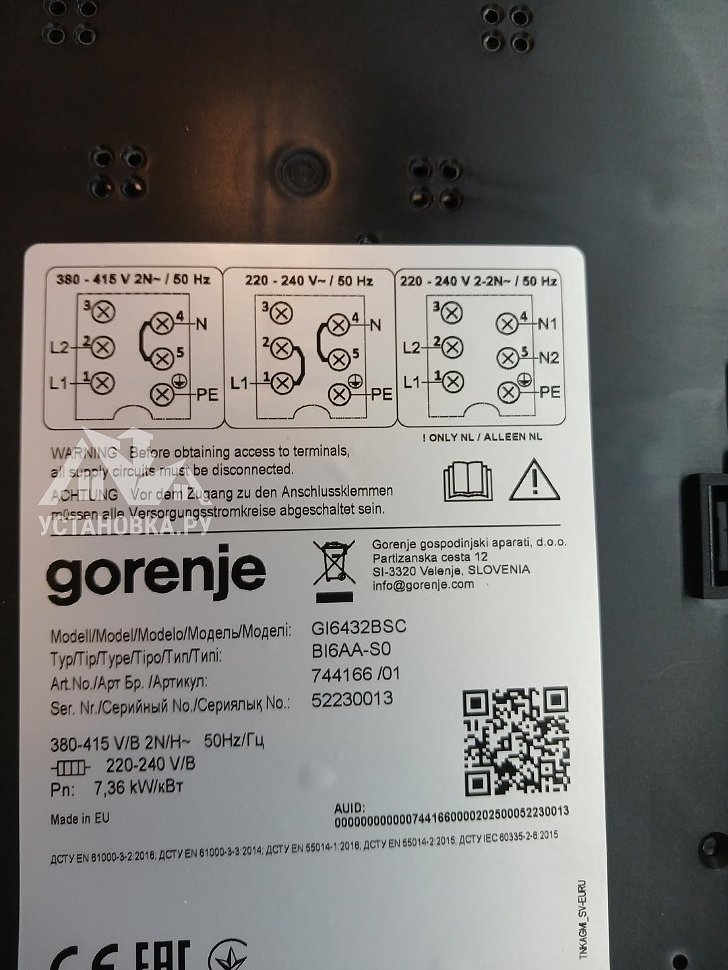 380 - 415 V 2N~ / 50 Hz
3
4 N
L2 2
5
L1 1
PE
220 - 240 V~ / 50 Hz
3
4 N
2
5
L1 1
PE
220 - 240 V 2-2N~ / 50 Hz
3
4 N1
L2 2
5 N2
L1 1
PE
! ONLY NL / ALLEEN NL
WARNING Before obtaining access to terminals,
all supply circuits must be disconnected.
ACHTUNG Vor dem Zugang zu den Anschlussklemmen
müssen alle Versorgungsstromkreise abgeschaltet sein.
УСТАНОВКА.РУ
gorenje
Gorenje gospodinjski aparati, d.o.o.
Partizanska cesta 12
SI-3320 Velenje, SLOVENIA
info@gorenje.com
Modell/Model/Modelo/Модель/Моделі: GI6432BSC
Typ/Tip/Type/Tipo/Тип/Типі: BI6AA-S0
Art.No./Арт Бр. /Артикул: 744166 /01
Ser. Nr./Серийный No./Сериялық No.: 52230013
380-415 V/B 2N/H~ 50Hz/Гц
220-240 V/B
Pn: 7,36 kW/кВт
Made in EU
AUID:
0000000000007441660000202500052230013
ДСТУ EN 61000-3-2:2016; ДСТУ EN 61000-3-3:2014; ДСТУ EN 55014-1:2016; ДСТУ EN 55014-2:2015; ДСТУ IEC 60335-2-6:2015
TNKAGMI_SV-EURU
CE EAC